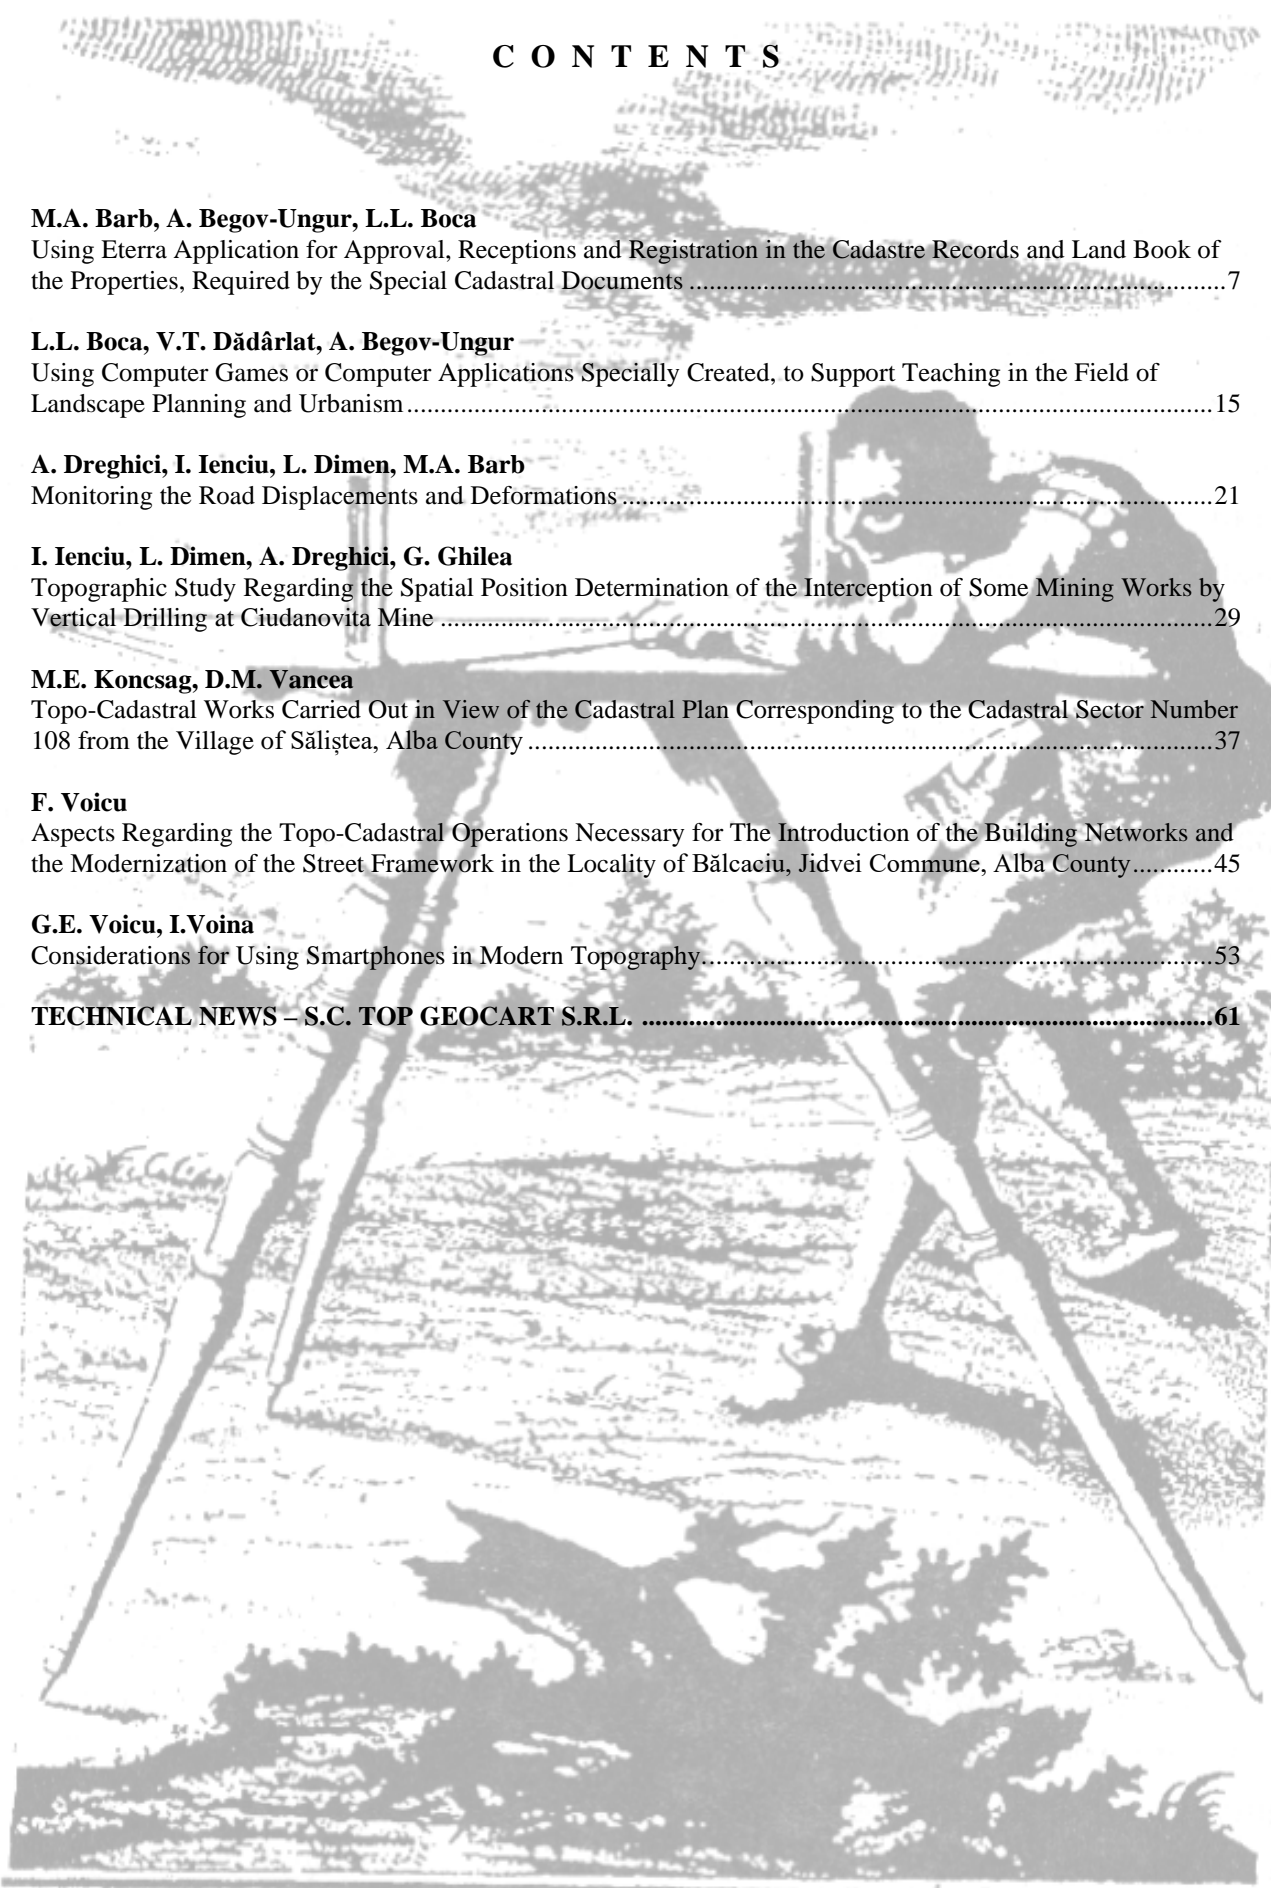 C O N T E N T S
M.A. Barb, A. Begov-Ungur, L.L. Boca
Using Eterra Application for Approval, Receptions and Registration in the Cadastre Records and Land Book of
the Properties, Required by the Special Cadastral Documents ................................................................................7
L.L. Boca, V.T. Dădârlat, A. Begov-Ungur
Using Computer Games or Computer Applications Specially Created, to Support Teaching in the Field of
Landscape Planning and Urbanism........................................................................................................................15
A. Dreghici, I. Ienciu, L. Dimen, M.A. Barb
Monitoring the Road Displacements and Deformations ........................................................................................21
I. Ienciu, L. Dimen, A. Dreghici, G. Ghilea
Topographic Study Regarding the Spatial Position Determination of the Interception of Some Mining Works by
Vertical Drilling at Ciudanovita Mine ...................................................................................................................29
M.E. Koncsag, D.M. Vancea
Topo-Cadastral Works Carried Out in View of the Cadastral Plan Corresponding to the Cadastral Sector Number
108 from the Village of Săliștea, Alba County ......................................................................................................37
F. Voicu
Aspects Regarding the Topo-Cadastral Operations Necessary for The Introduction of the Building Networks and
the Modernization of the Street Framework in the Locality of Bălcaciu, Jidvei Commune, Alba County............45
G.E. Voicu, I.Voina
Considerations for Using Smartphones in Modern Topography............................................................................53
TECHNICAL NEWS – S.C. TOP GEOCART S.R.L. .....................................................................................61